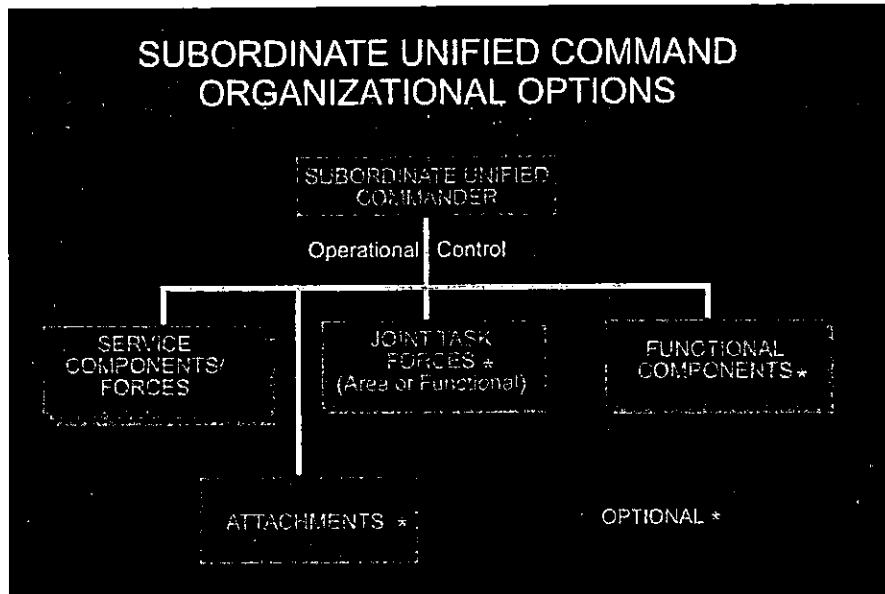 SUBORDINATE UNIFIED COMMAND
ORGANIZATIONAL OPTIONS
SUBORDINATE UNIFIED
COMMANDER
Operational Control
SERVICE
COMPONENTS/
FORCES
JOINT TASK
FORCES *
(Area or Functional)
FUNCTIONAL
COMPONENTS *
ATTACHMENTS *
OPTIONAL *